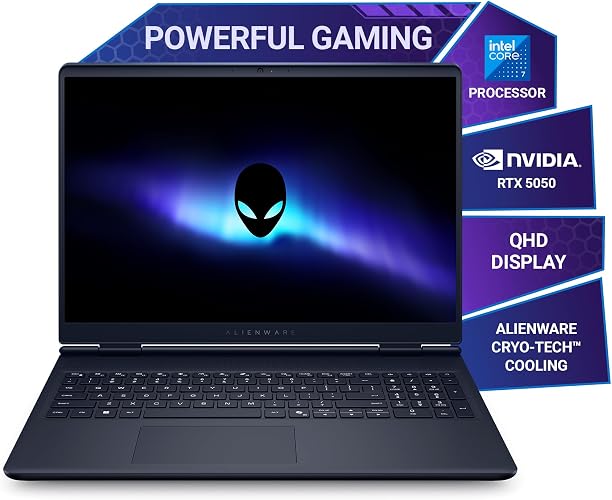 POWERFUL GAMING
intel
CORE
7
PROCESSOR
NVIDIA.
RTX 5050
QHD
DISPLAY
ALIENWARE
CRYO-TECH™
COOLING
ALIENWARE